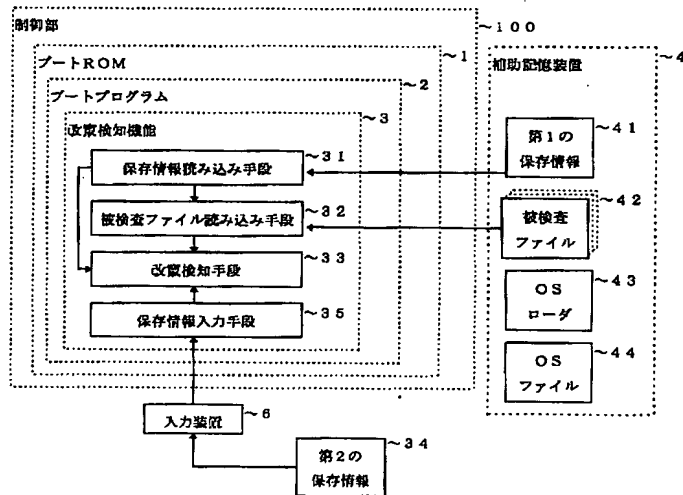 制御部
~100
ブートROM
~1
ブートプログラム
~2
改竄検知機能
~3
保存情報読み込み手段
~31
被検査ファイル読み込み手段
~32
改竄検知手段
~33
保存情報入力手段
~35
入力装置
~6
第2の
保存情報
~34
補助記憶装置
~4
第1の
保存情報
~41
被検査
ファイル
~42
OS
ローダ
~43
OS
ファイル
~44